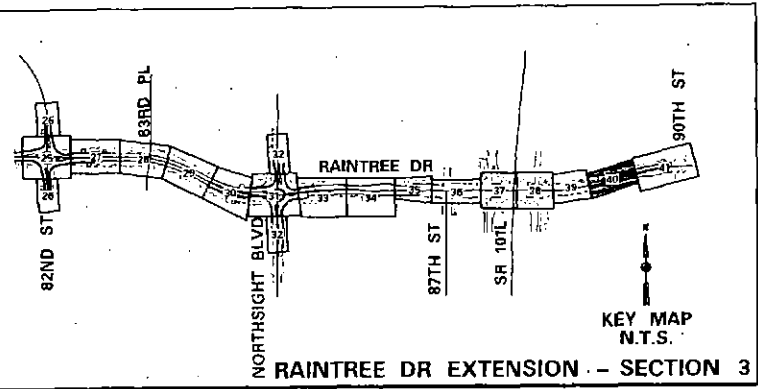 83RD PL
90TH ST
26
32
RAINTREE DR
25
27
28
29
30
31
33
34
35
36
37
38
39
40
41
26
32
82ND ST
NORTHSIGHT BLVD
87TH ST
SR 101L
KEY MAP
N.T.S.
RAINTREE DR EXTENSION - SECTION 3